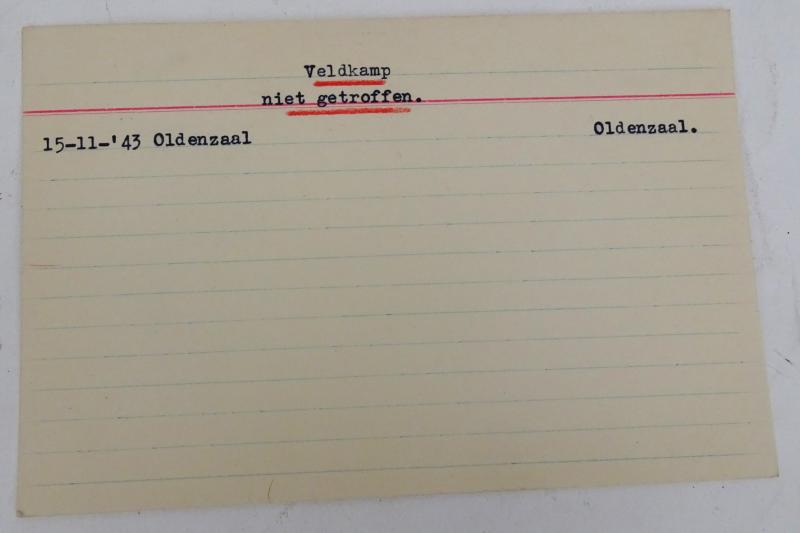 Veldkamp
niet getroffen.
15-11-'43 Oldenzaal Oldenzaal.